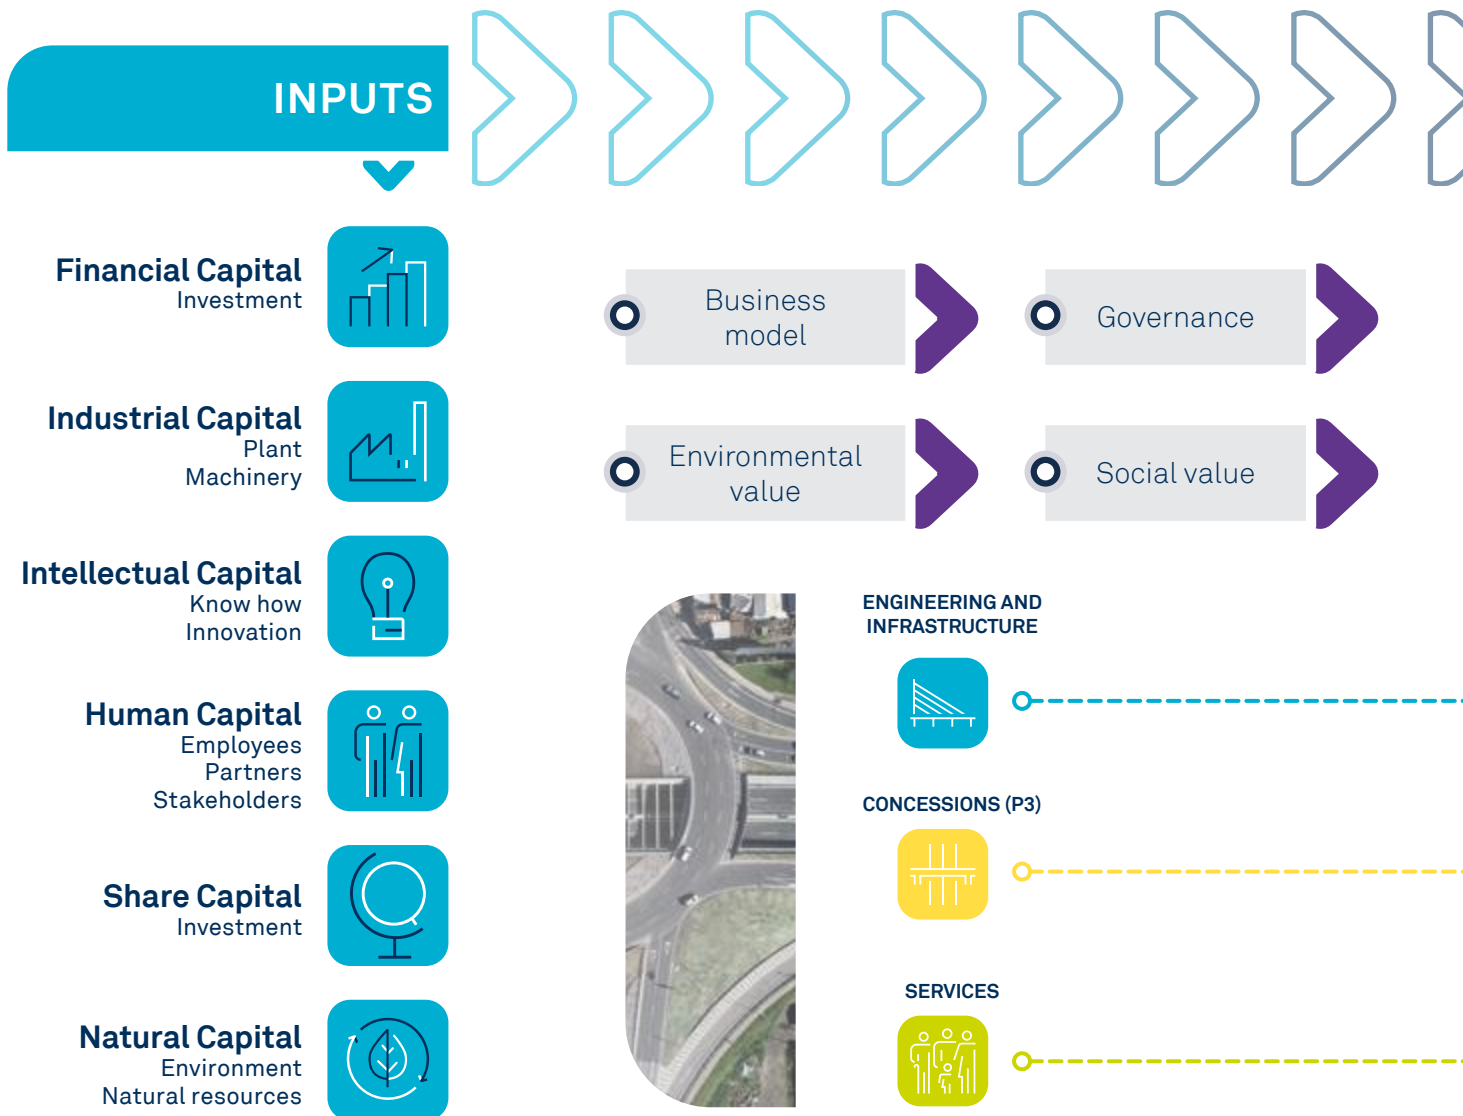 INPUTS
Financial Capital
Investment
Industrial Capital
Plant
Machinery
Intellectual Capital
Know how
Innovation
Human Capital
Employees
Partners
Stakeholders
Share Capital
Investment
Natural Capital
Environment
Natural resources
Business
model
Governance
Environmental
value
Social value
ENGINEERING AND
INFRASTRUCTURE
CONCESSIONS (P3)
SERVICES